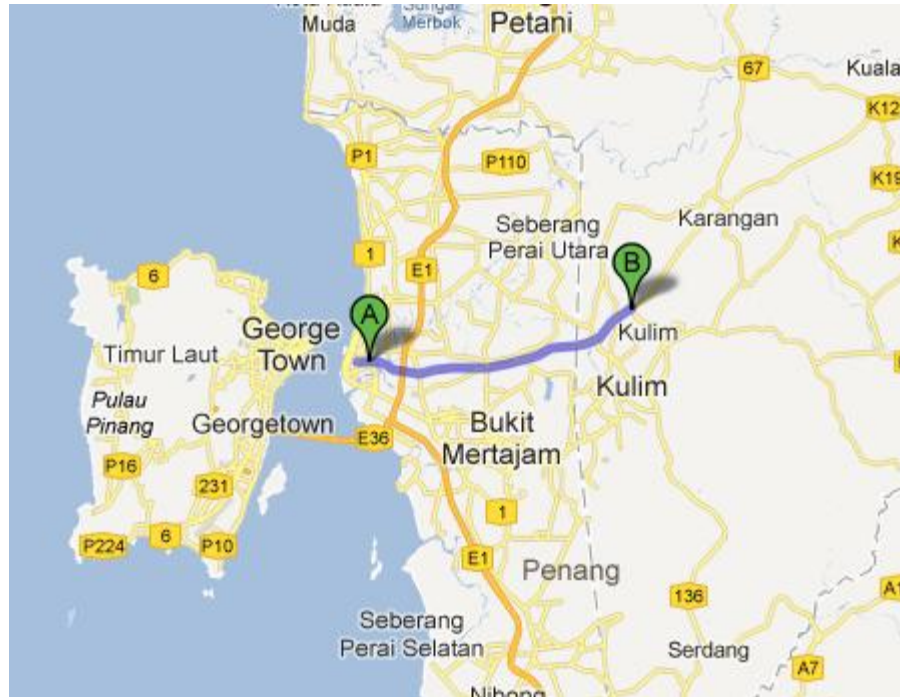 Muda
Sungai
Merbok
Petani
67
Kuala
K12
P1
P110
K19
Karangan
Seberang
Perai Utara
1
E1
B
6
A
George
Town
Timur Laut
Kulim
Kulim
Pulau
Pinang
Georgetown
E36
Bukit
Mertajam
P16
231
1
P224
6
P10
E1
Penang
136
A1
Seberang
Perai Selatan
Serdang
A7
Nibong